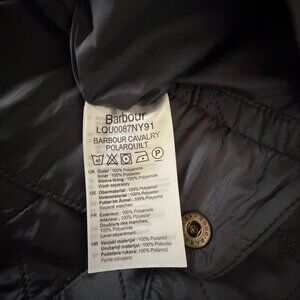 Barbour
LQU0087NY91
BARBOUR CAVALRY
POLARQUILT
UK Outer : 100% Polyamide
Inner : 100% Polyester
Sleeve lining : 100% Polyamide
Wash separately
DE Obermaterial : 100% Polyamid
Innenmaterial : 100% Polyester
Futter im Ärmel : 100% Polyamid
Separat waschen
FR Extérieur : 100% Polyamide
Intérieur : 100% Polyester
Doublure des manches : 100% Polyamide
Laver séparément
HR Vanjski materijal : 100% Poliamid
Unutarnji materijal : 100% Poliester
Podstava rukava : 100% Poliamid
Perite odvojeno